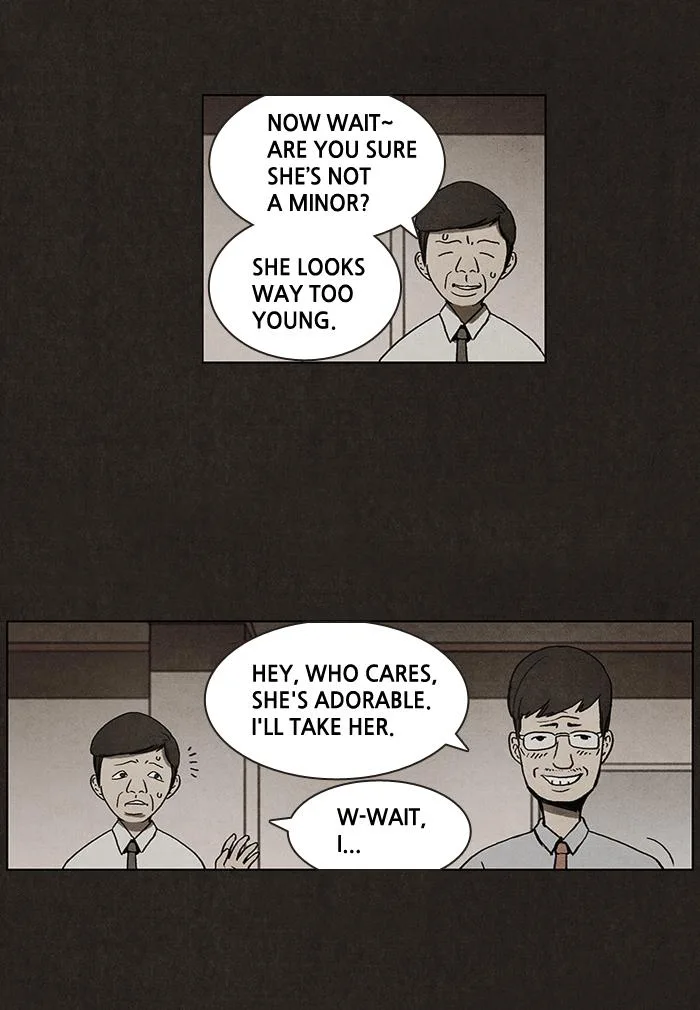 NOW WAIT~
ARE YOU SURE
SHE'S NOT
A MINOR?
SHE LOOKS
WAY TOO
YOUNG.
HEY, WHO CARES,
SHE'S ADORABLE.
I'LL TAKE HER.
W-WAIT,
I...